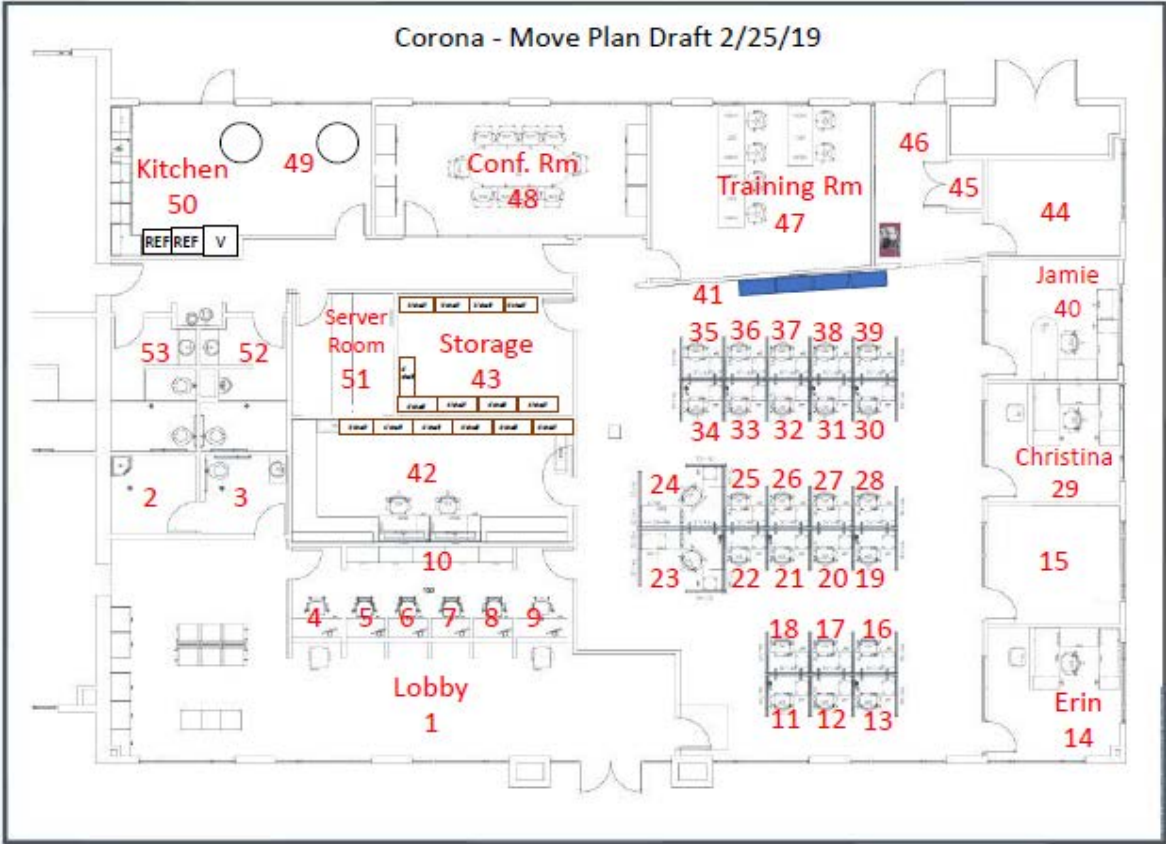 Corona - Move Plan Draft 2/25/19
Kitchen
50
49
Conf. Rm
48
Training Rm
47
46
45
44
REF REF V
41
Jamie
40
Server
Room
51
Storage
43
53
52
35 36 37 38 39
34 33 32 31 30
Christina
29
42
2
3
24
25 26 27 28
23
22 21 20 19
15
10
4 5 6 7 8 9
18 17 16
11 12 13
Lobby
1
Erin
14